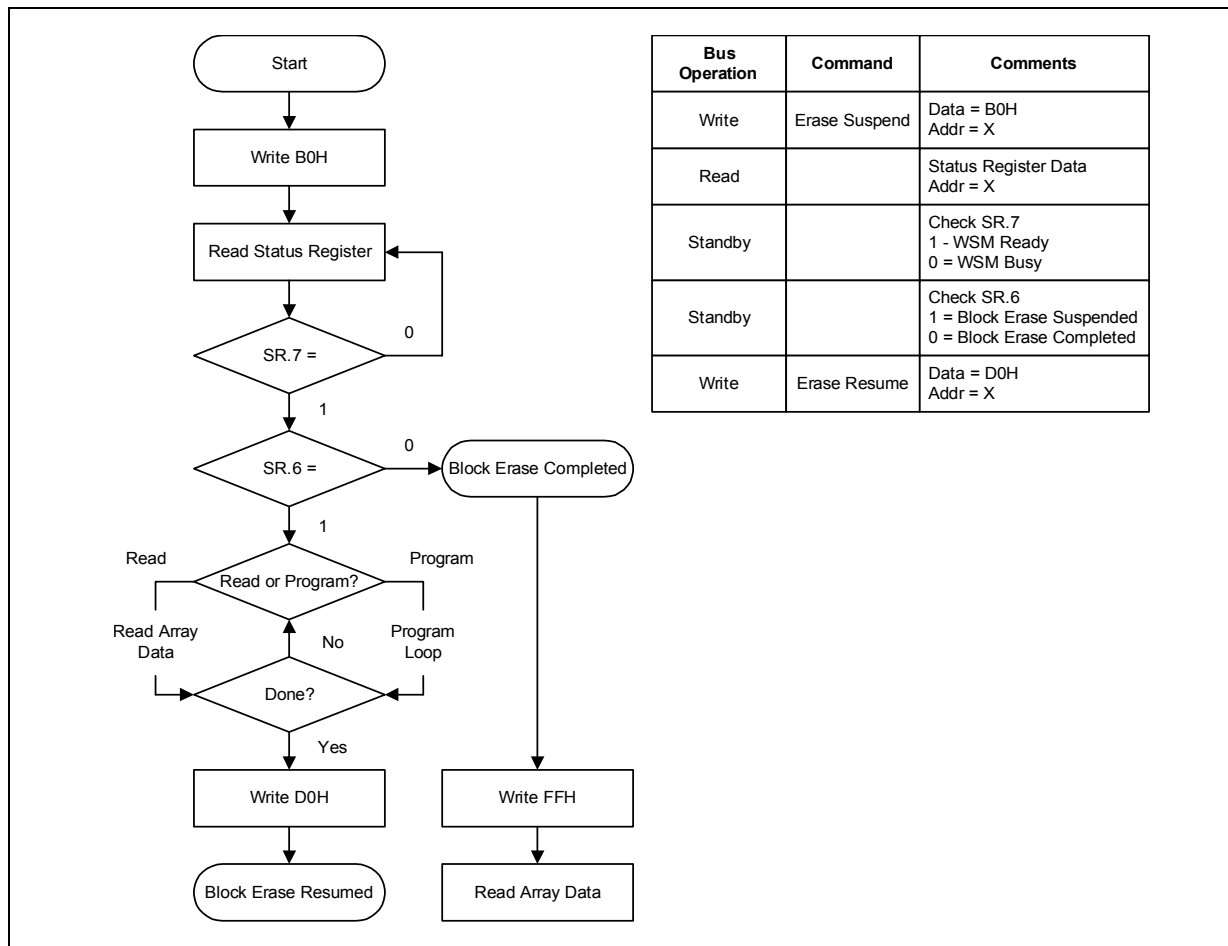 Start
Write B0H
Read Status Register
0
SR.7 =
1
0
SR.6 =
Block Erase Completed
1
Read
Program
Read or Program?
Read Array
Data
No
Program
Loop
Done?
Yes
Write D0H
Write FFH
Block Erase Resumed
Read Array Data
Bus
Operation
Command
Comments
Write
Erase Suspend
Data = B0H
Addr = X
Read
Status Register Data
Addr = X
Standby
Check SR.7
1 - WSM Ready
0 = WSM Busy
Standby
Check SR.6
1 = Block Erase Suspended
0 = Block Erase Completed
Write
Erase Resume
Data = D0H
Addr = X